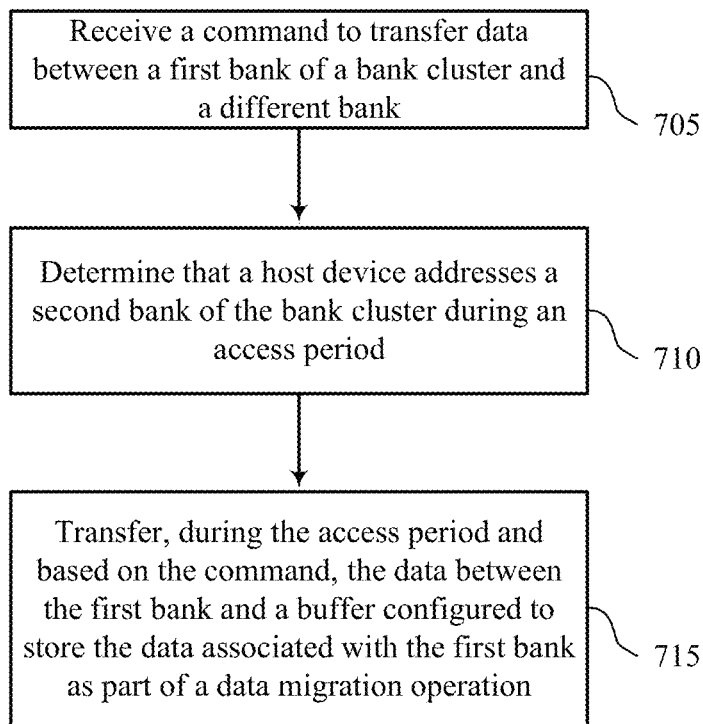 Receive a command to transfer data
between a first bank of a bank cluster and
a different bank
705
Determine that a host device addresses a
second bank of the bank cluster during an
access period
710
Transfer, during the access period and
based on the command, the data between
the first bank and a buffer configured to
store the data associated with the first bank
as part of a data migration operation
715